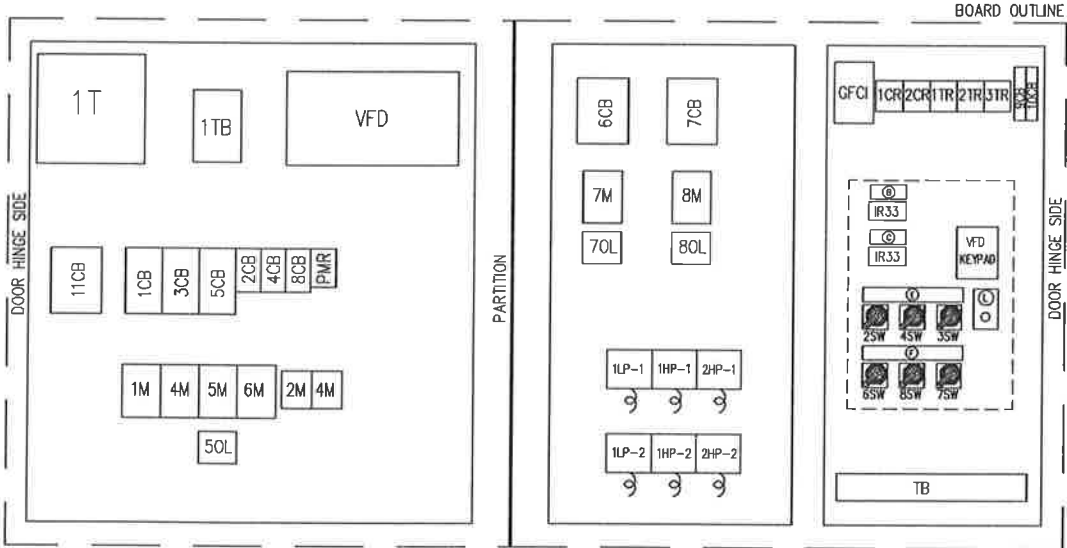 BOARD OUTLINE
DOOR HINGE SIDE
1T
1TB
VFD
11CB
1CB
3CB
5CB
2CB
4CB
8CB
PMR
1M
4M
5M
6M
2M
4M
5OL
PARTITION
6CB
7CB
7M
8M
7OL
8OL
1LP-1
1HP-1
2HP-1
1LP-2
1HP-2
2HP-2
GFCI
1CR
2CR
1TR
2TR
3TR
9CB
10CB
B
IR33
C
IR33
VFD
KEYPAD
E
L
2SW
4SW
3SW
F
6SW
8SW
7SW
TB
DOOR HINGE SIDE